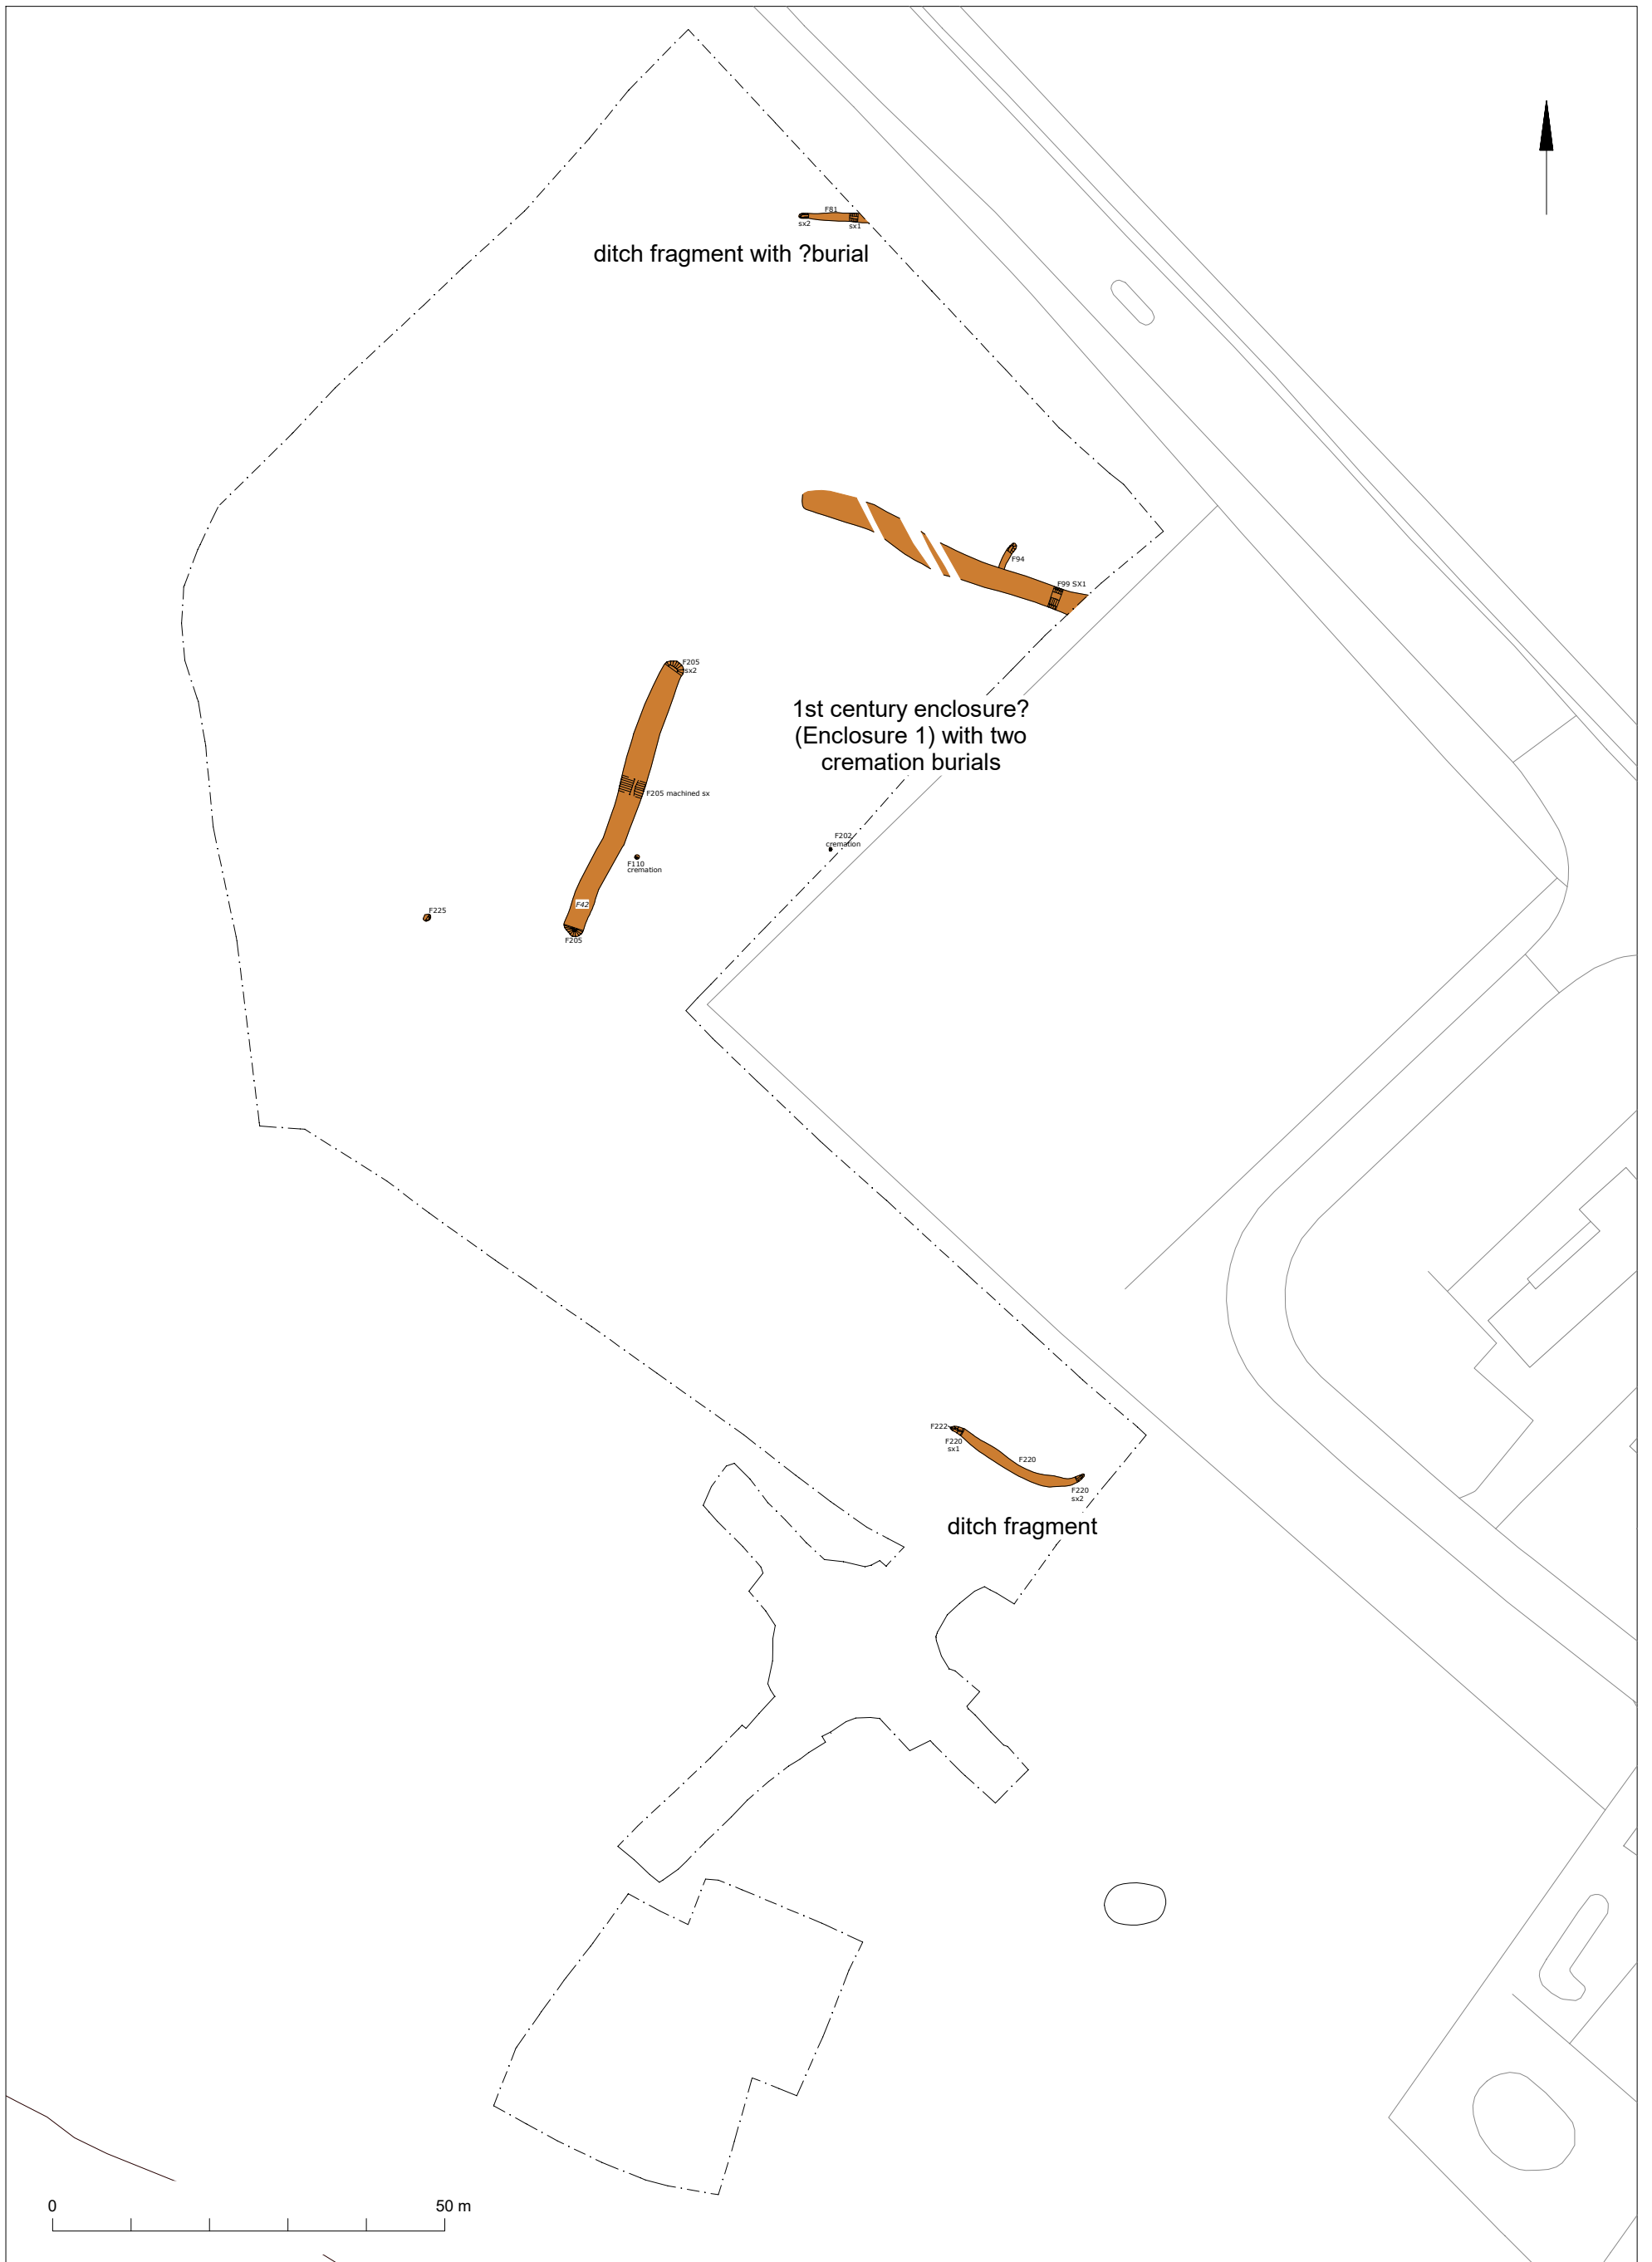 F81
sx2
sx1
ditch fragment with ?burial
F94
F99 SX1
F205
sx2
1st century enclosure?
(Enclosure 1) with two
cremation burials
F205 machined sx
F202
cremation
F110
cremation
F42
F225
F205
F222
F220
sx1
F220
F220
sx2
ditch fragment
0
50 m